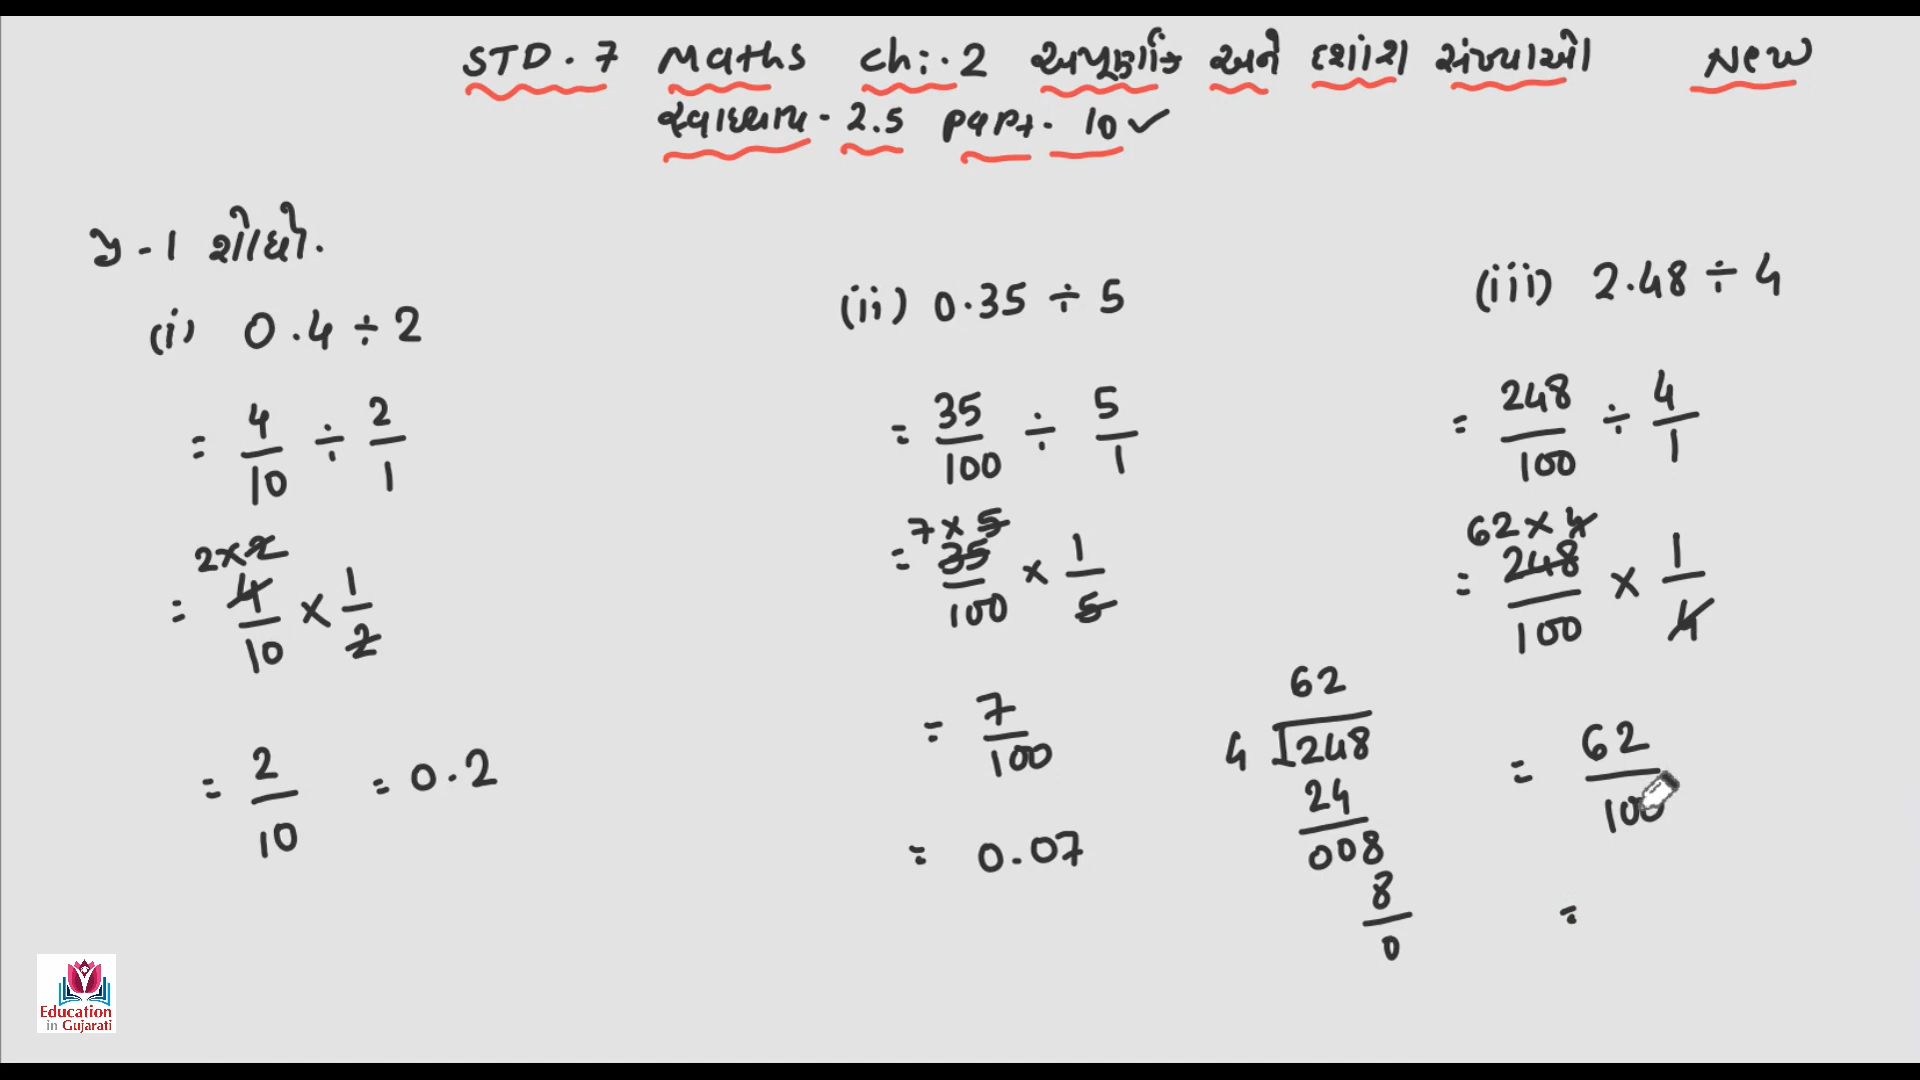 STD. 7 Maths Ch:. 2 અપૂર્ણાંક અને દશાંશ સંખ્યાઓ New
સ્વાધ્યાય - 2.5 Part - 10 ✓
પ્ર - 1 શોધો.
(i) 0.4 ÷ 2
= 4/10 ÷ 2/1
2 × 2
= 4/10 × 1/2
= 2/10 = 0.2
(ii) 0.35 ÷ 5
= 35/100 ÷ 5/1
7 × 5
= 35/100 × 1/5
= 7/100
= 0.07
(iii) 2.48 ÷ 4
= 248/100 ÷ 4/1
62 × 4
= 248/100 × 1/4
62
4 248
24
008
8
0
= 62/100
=
Education
in Gujarati